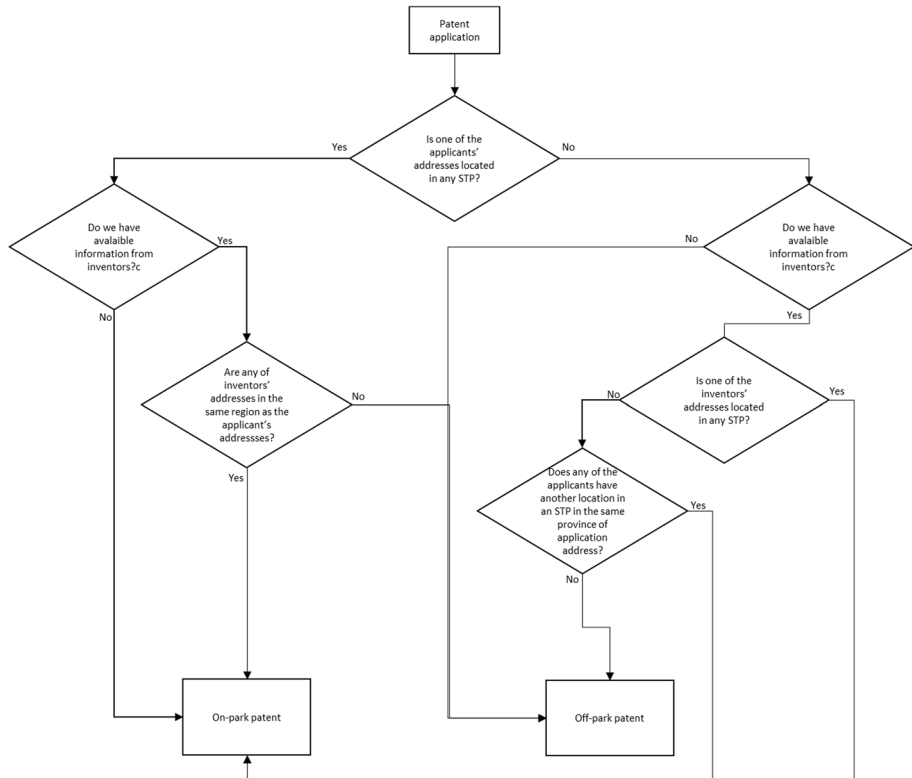 Patent
application
Is one of the
applicants'
addresses located
in any STP?
Yes
No
Do we have
avalaible
information from
inventors?c
Yes
No
Do we have
avalaible
information from
inventors?c
No
Yes
Are any of
inventors'
addresses in the
same region as the
applicant's
addressses?
No
Yes
Is one of the
inventors'
addresses located
in any STP?
No
Yes
Does any of the
applicants have
another location in
an STP in the same
province of
application
address?
Yes
No
On-park patent
Off-park patent